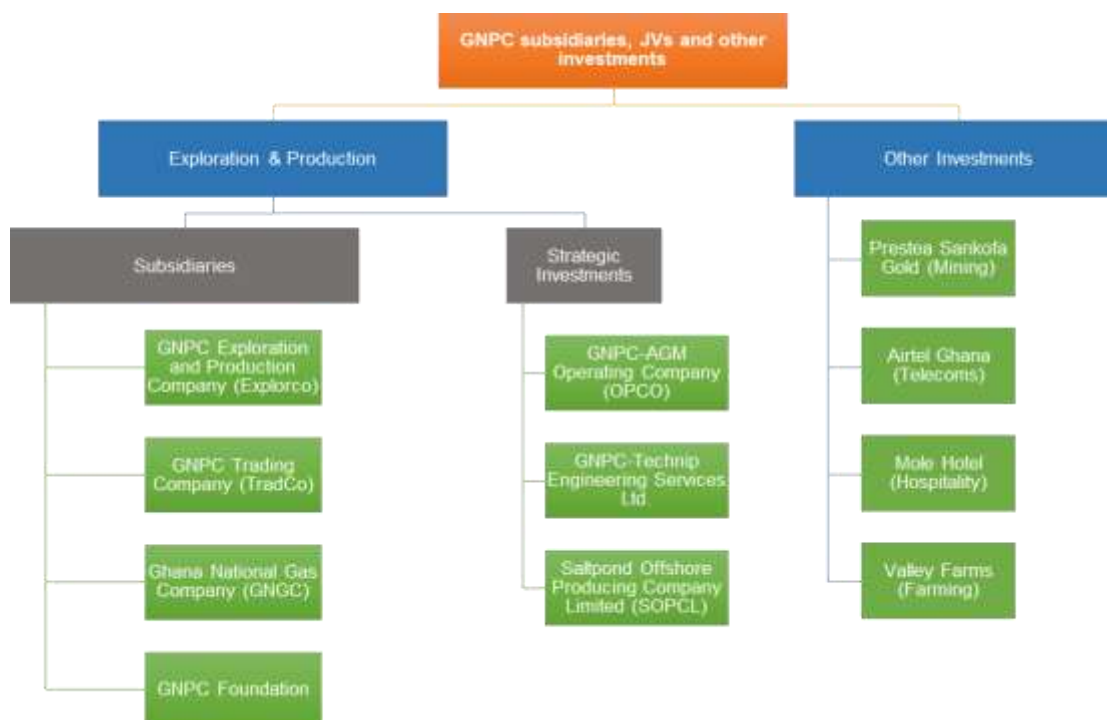 GNPC subsidiaries, JVs and other
investments
Exploration & Production
Other Investments
Subsidiaries
Strategic
Investments
GNPC Exploration
and Production
Company (Explorco)
GNPC Trading
Company (TradCo)
Ghana National Gas
Company (GNGC)
GNPC Foundation
GNPC-AGM
Operating Company
(OPCO)
GNPC-Technip
Engineering Services
Ltd.
Saltpond Offshore
Producing Company
Limited (SOPCL)
Prestea Sankofa
Gold (Mining)
Airtel Ghana
(Telecoms)
Mole Hotel
(Hospitality)
Valley Farms
(Farming)